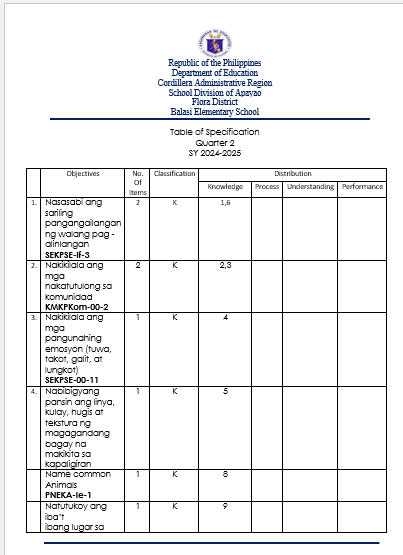 Republic of the Philippines
Department of Education
Cordillera Administrative Region
School Division of Apayao
Flora District
Balasi Elementary School
Table of Specification
Quarter 2
SY 2024-2025
Objectives No. Of Items Classification Distribution
Knowledge Process Understanding Performance
1. Nasasabi ang 2 K 1,6
sariling
pangangailangan
ng walang pag -
alinlangan
SEKPSE-If-3
2. Nakikilala ang 2 K 2,3
mga
nakatutulong sa
komunidad
KMKPKom-00-2
3. Nakikilala ang 1 K 4
mga
pangunahing
emosyon (tuwa,
takot, galit, at
lungkot)
SEKPSE-00-11
4. Nabibigyang 1 K 5
pansin ang linya,
kulay, hugis at
tekstura ng
magagandang
bagay na
makikita sa
kapaligiran
Name common 1 K 8
Animals
PNEKA-Ie-1
Natutukoy ang 1 K 9
iba't
ibang lugar sa